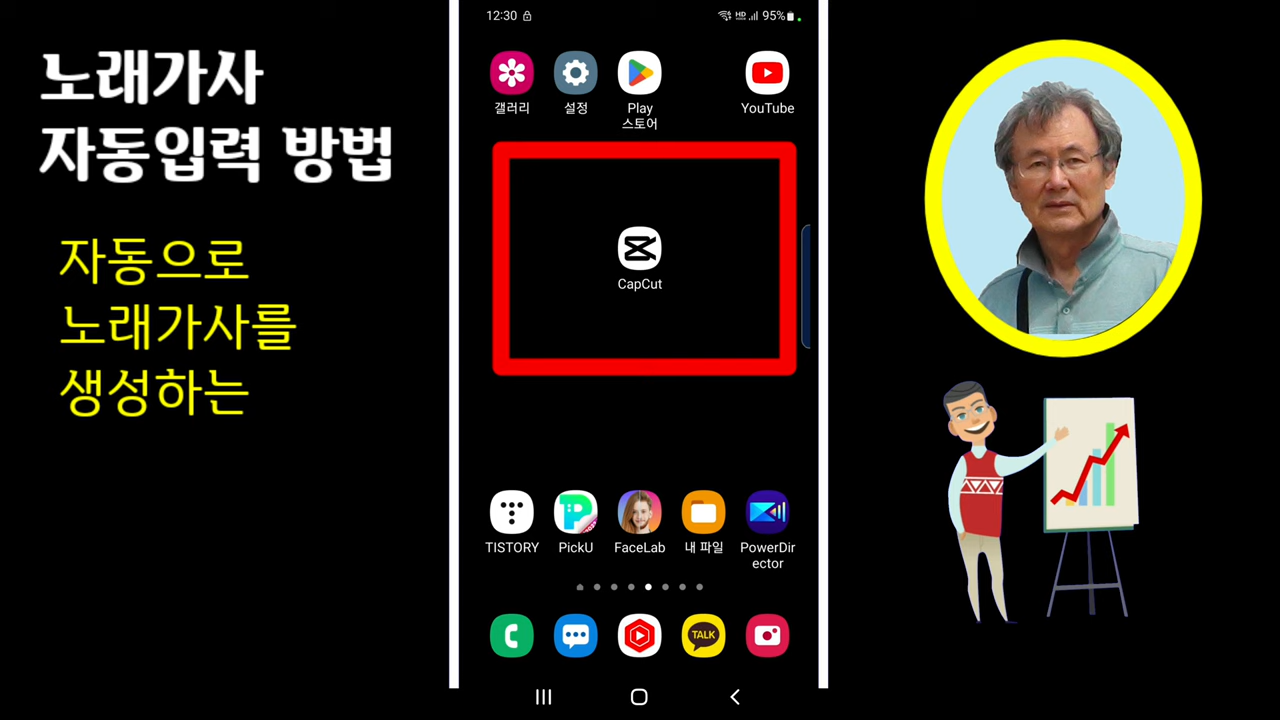 노래가사
자동입력 방법
자동으로
노래가사를
생성하는
12:30
HD
95%
갤러리
설정
Play
스토어
YouTube
CapCut
TISTORY
PickU
FaceLab
내 파일
PowerDir
ector
TALK